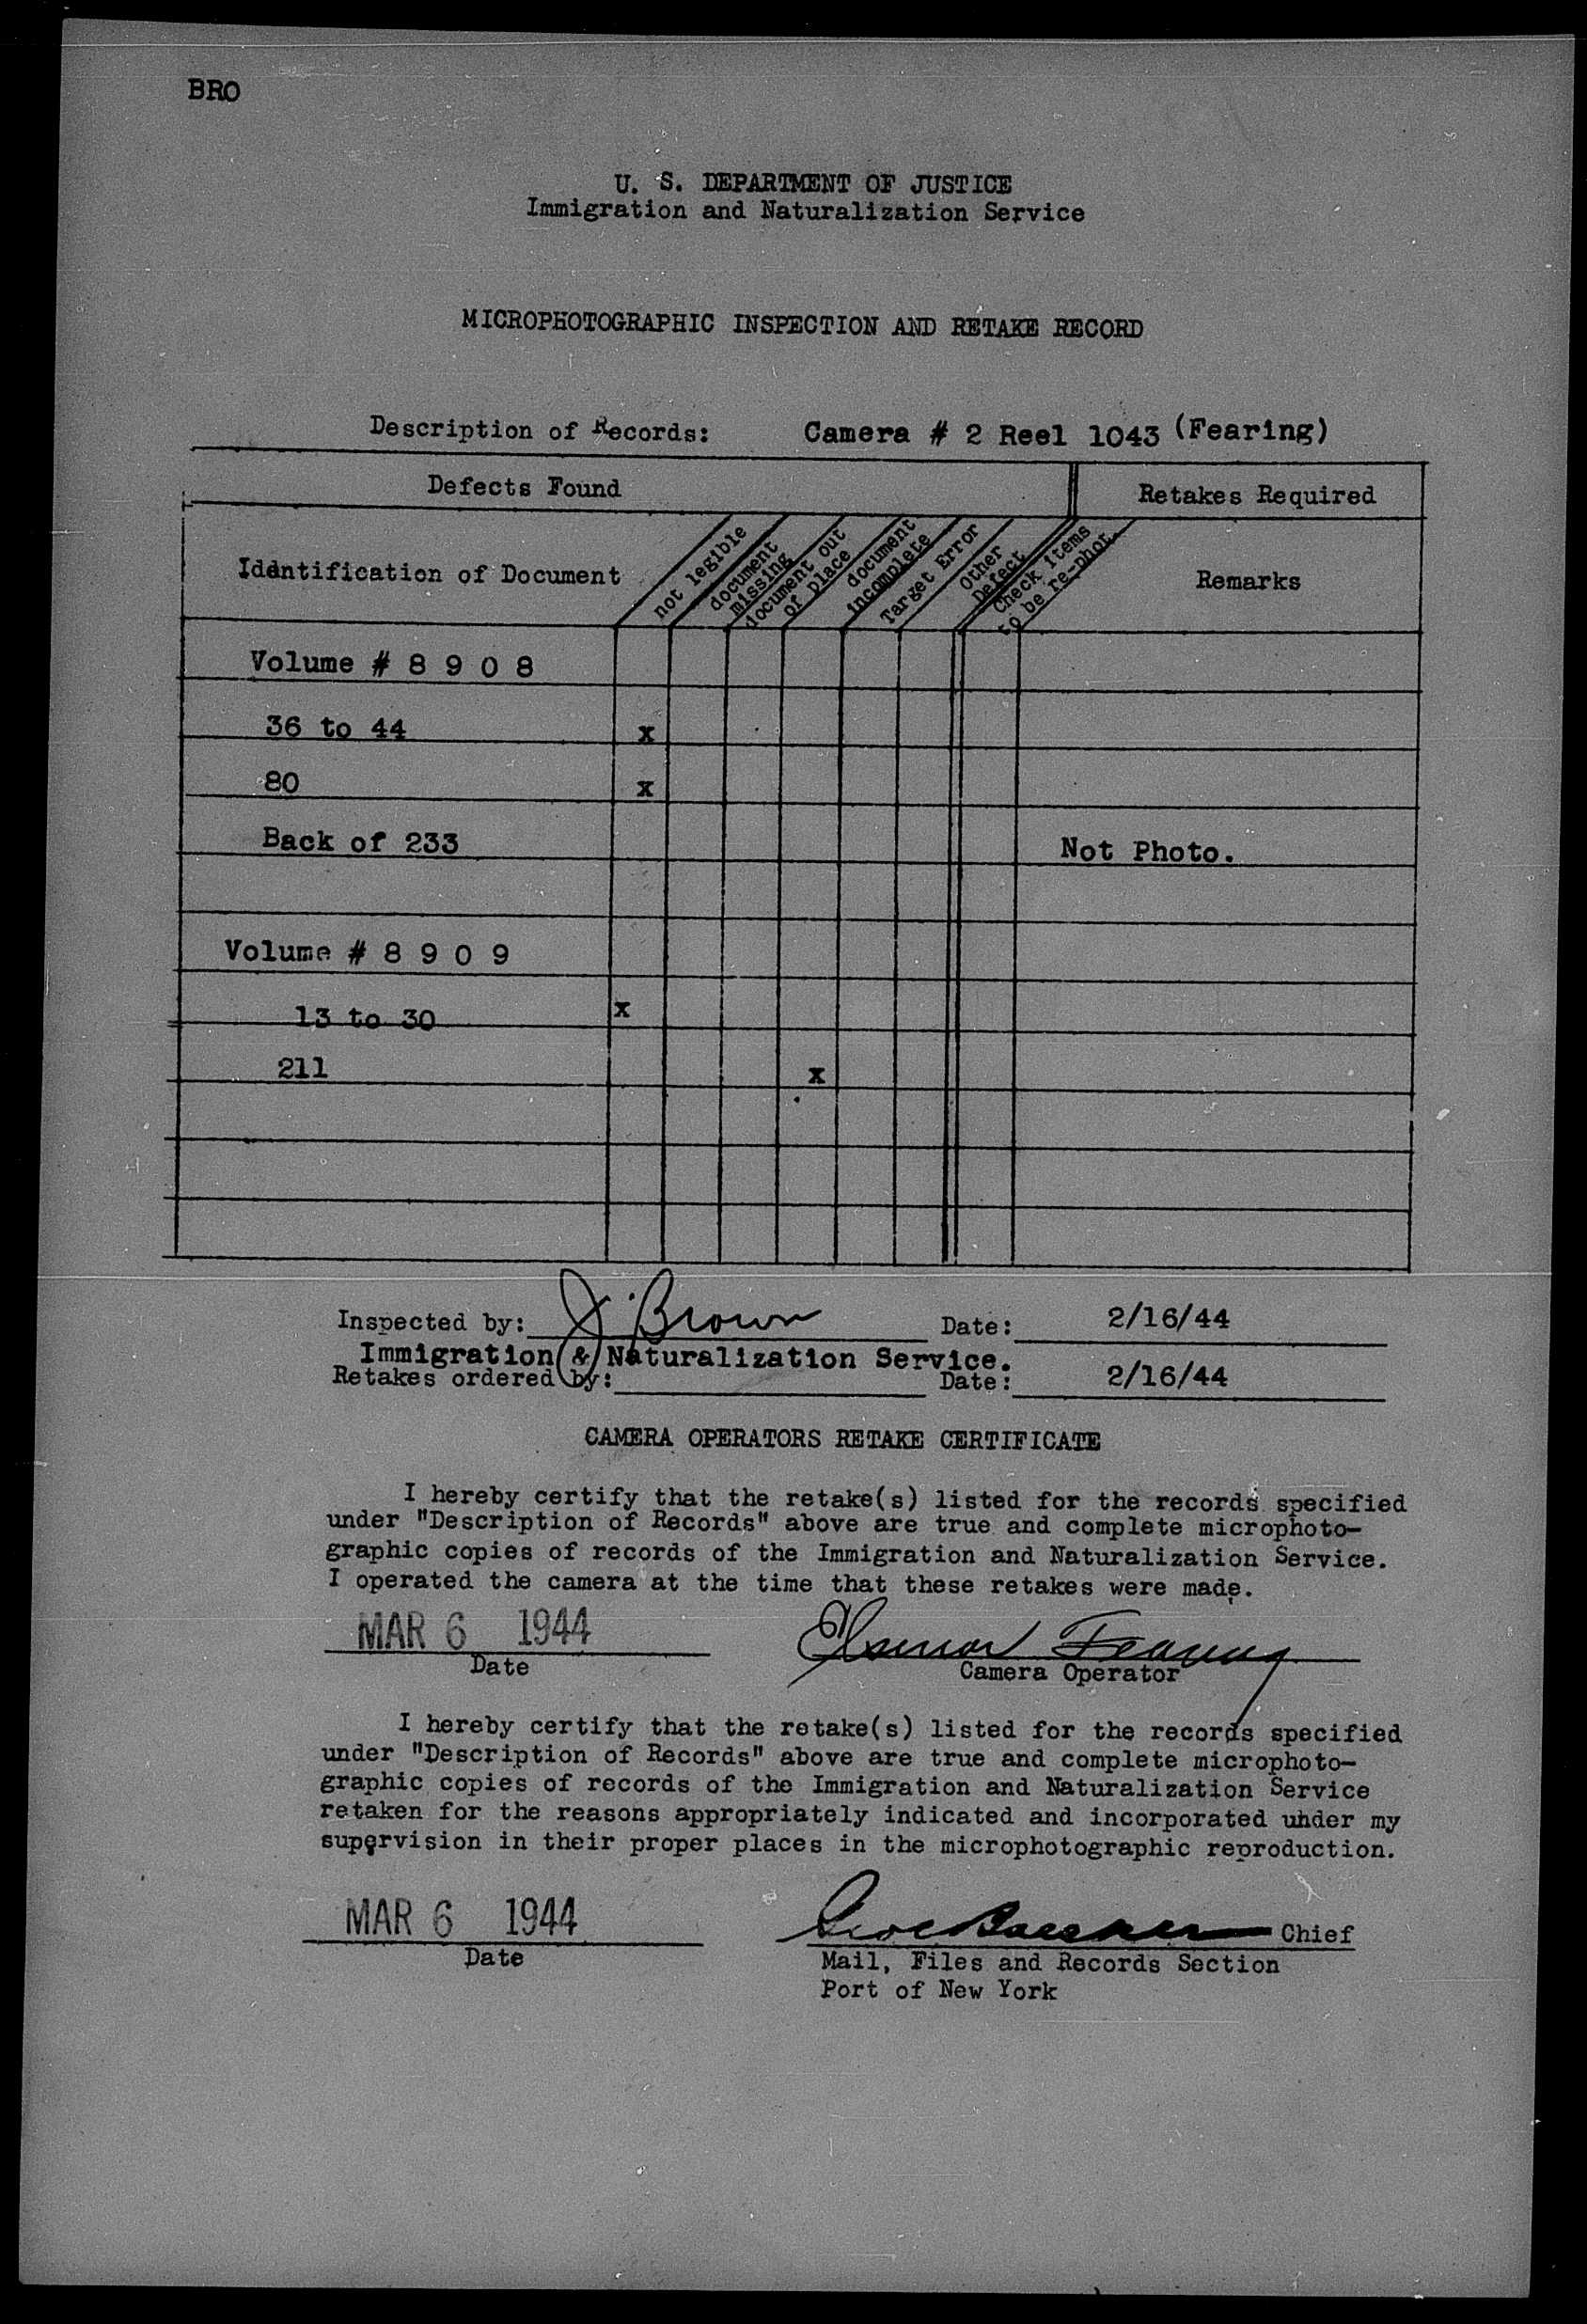 BRO
U. S. DEPARTMENT OF JUSTICE
Immigration and Naturalization Service
MICROPHOTOGRAPHIC INSPECTION AND RETAKE RECORD
Description of Records: Camera # 2 Reel 1043 (Fearing)
Defects Found
Retakes Required
Identification of Document
not legible
document
missing
document out
of place
document
incomplete
Target Error
Other
Defect
Check items
to be re-phot.
Remarks
Volume # 8 9 0 8
36 to 44 x
80 x
Back of 233 Not Photo.
Volume # 8 9 0 9
13 to 30 x
211 x
Inspected by: J. Brown Date: 2/16/44
Immigration & Naturalization Service.
Retakes ordered by: Date: 2/16/44
CAMERA OPERATORS RETAKE CERTIFICATE
I hereby certify that the retake(s) listed for the records specified
under "Description of Records" above are true and complete microphoto-
graphic copies of records of the Immigration and Naturalization Service.
I operated the camera at the time that these retakes were made.
MAR 6 1944 Eleanor Fearing
Date Camera Operator
I hereby certify that the retake(s) listed for the records specified
under "Description of Records" above are true and complete microphoto-
graphic copies of records of the Immigration and Naturalization Service
retaken for the reasons appropriately indicated and incorporated under my
supervision in their proper places in the microphotographic reproduction.
MAR 6 1944 Chief
Date Mail, Files and Records Section
Port of New York